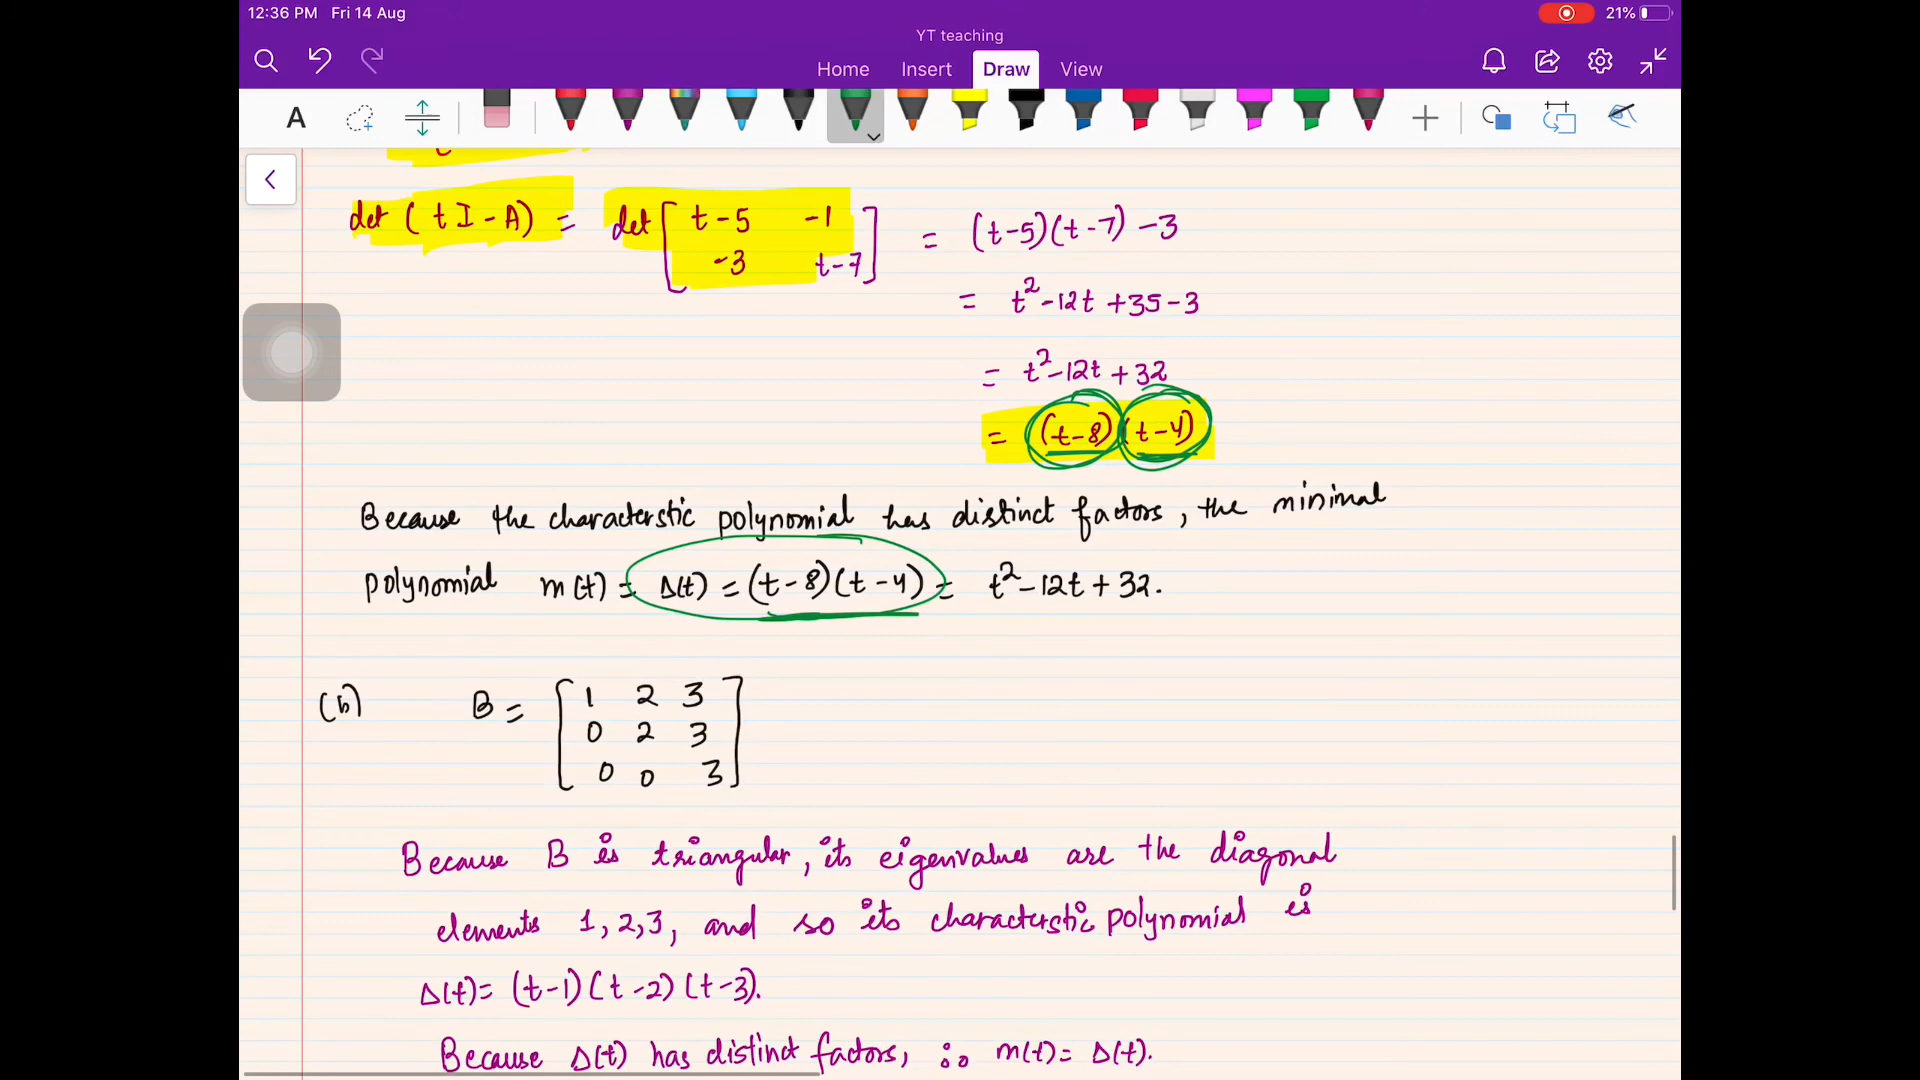 12:36 PM Fri 14 Aug
21%
YT teaching
Home Insert Draw View
A
det (tI-A) = det [ t-5 -1 ] = (t-5)(t-7) -3
-3 t-7
= t²-12t +35-3
= t²-12t +32
= (t-8)(t-4)
Because the characterstic polynomial has distinct factors, the minimal
polynomial m(t) = Δ(t) = (t-8)(t-4) = t²-12t+32.
(b) B = [ 1 2 3 ]
0 2 3
0 0 3
Because B is triangular, its eigenvalues are the diagonal
elements 1,2,3, and so its characterstic polynomial is
Δ(t)= (t-1)(t-2)(t-3).
Because Δ(t) has distinct factors, ∴ m(t)= Δ(t).